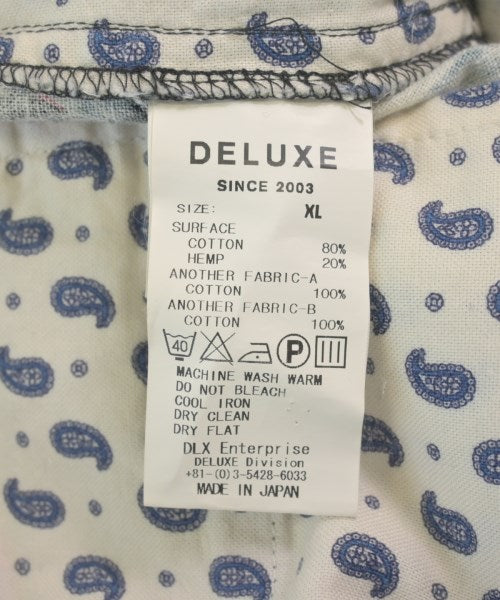 DELUXE
SINCE 2003
SIZE: XL
SURFACE
COTTON 80%
HEMP 20%
ANOTHER FABRIC-A
COTTON 100%
ANOTHER FABRIC-B
COTTON 100%
40 P
MACHINE WASH WARM
DO NOT BLEACH
COOL IRON
DRY CLEAN
DRY FLAT
DLX Enterprise
DELUXE Division
+81-(0)3-5428-6033
MADE IN JAPAN